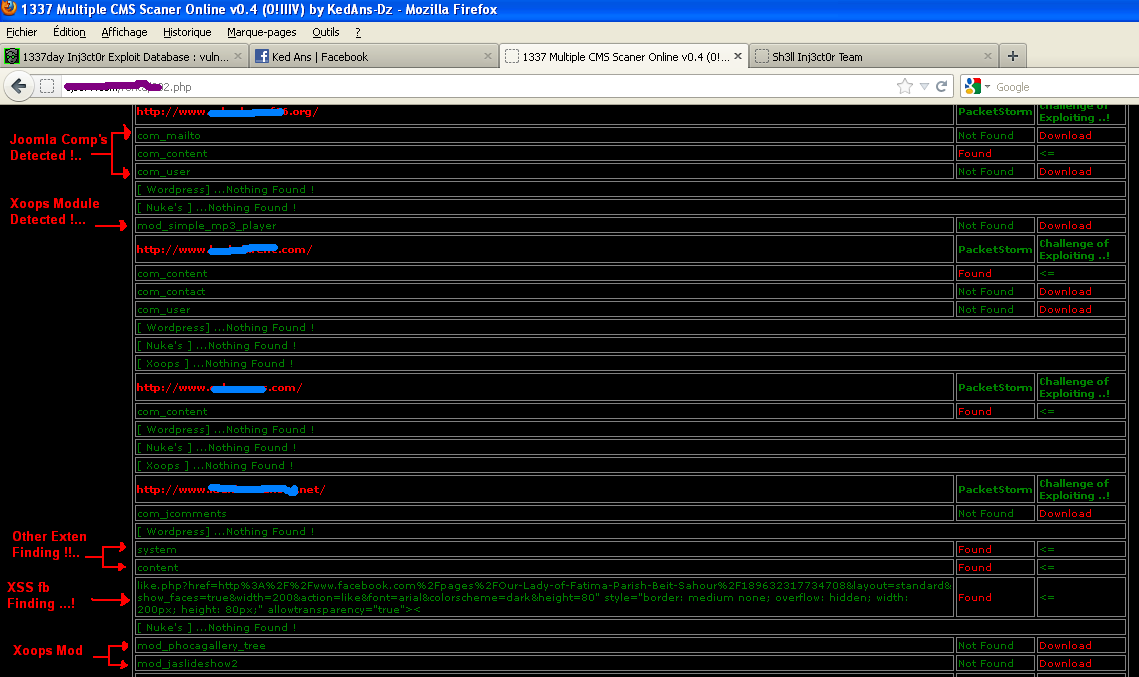 1337 Multiple CMS Scaner Online v0.4 (0!IIIV) by KedAns-Dz - Mozilla Firefox
Fichier Édition Affichage Historique Marque-pages Outils ?
1337day Inj3ct0r Exploit Database : vuln... Ked Ans | Facebook 1337 Multiple CMS Scaner Online v0.4 (0!... Sh3ll Inj3ct0r Team
2.php Google
http://www. .org/ PacketStorm Challenge of
Exploiting ..!
Joomla Comp's
Detected !..
com_mailto Not Found Download
com_content Found <=
com_user Not Found Download
[ Wordpress] ...Nothing Found !
[ Nuke's ] ...Nothing Found !
Xoops Module
Detected !...
mod_simple_mp3_player Not Found Download
http://www. .com/ PacketStorm Challenge of
Exploiting ..!
com_content Found <=
com_contact Not Found Download
com_user Not Found Download
[ Wordpress] ...Nothing Found !
[ Nuke's ] ...Nothing Found !
[ Xoops ] ...Nothing Found !
http://www. .com/ PacketStorm Challenge of
Exploiting ..!
com_content Found <=
[ Wordpress] ...Nothing Found !
[ Nuke's ] ...Nothing Found !
[ Xoops ] ...Nothing Found !
http://www. .net/ PacketStorm Challenge of
Exploiting ..!
com_jcomments Not Found Download
[ Wordpress] ...Nothing Found !
Other Exten
Finding !!..
system Found <=
content Found <=
XSS fb
Finding ...!
like.php?href=http%3A%2F%2Fwww.facebook.com%2Fpages%2FOur-Lady-of-Fatima-Parish-Beit-Sahour%2F189632317734708&layout=standard&
show_faces=true&width=200&action=like&font=arial&colorscheme=dark&height=80" style="border: medium none; overflow: hidden; width:
200px; height: 80px;" allowtransparency="true"><
Found <=
[ Nuke's ] ...Nothing Found !
Xoops Mod
mod_phocagallery_tree Not Found Download
mod_jaslideshow2 Not Found Download